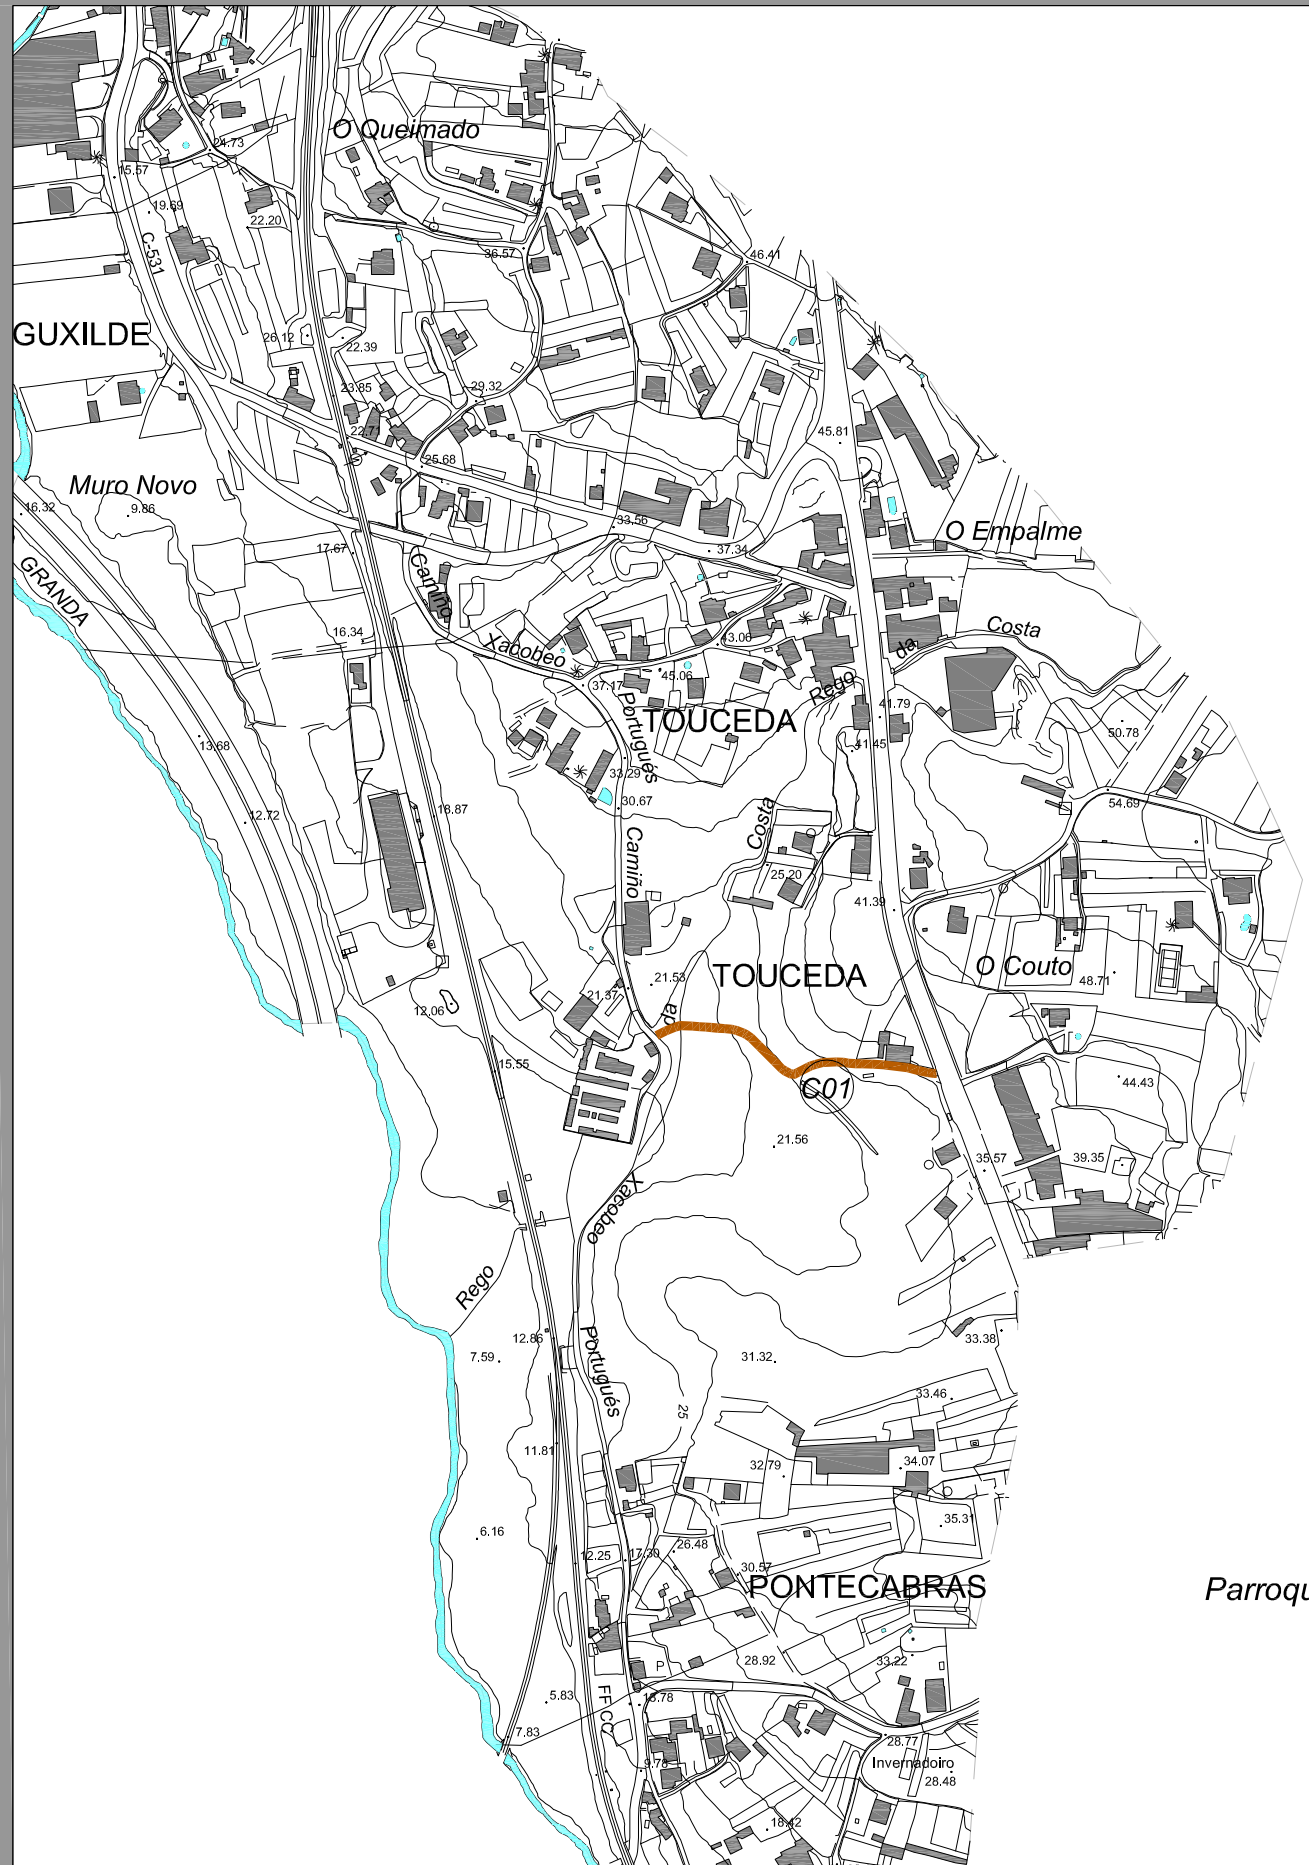 O Queimado
24.73
15.57
19.69
22.20
C-531
36.57
46.41
GUXILDE
26.12
22.39
23.85
29.32
22.71
45.81
25.68
Muro Novo
16.32
9.86
33.56
O Empalme
17.67
37.34
GRANDA
Camiño
Xacobeo
Portugués
16.34
43.06
Rego
da
Costa
37.17
45.06
TOUCEDA
41.79
41.45
50.78
13.68
33.29
30.67
54.69
12.72
18.87
Camiño
Costa
25.20
41.39
TOUCEDA
O Couto
48.71
21.53
21.37
12.06
da
15.55
C01
44.43
21.56
35.57
39.35
Xacobeo
Rego
12.86
7.59
Portugués
31.32
33.38
25
33.46
11.81
32.79
34.07
6.16
35.31
12.25
17.30
26.48
30.57
PONTECABRAS
Parroqu
P
28.92
33.22
5.83
FF.CC.
15.78
7.83
28.77
Invernadoiro
9.78
28.48
18.42